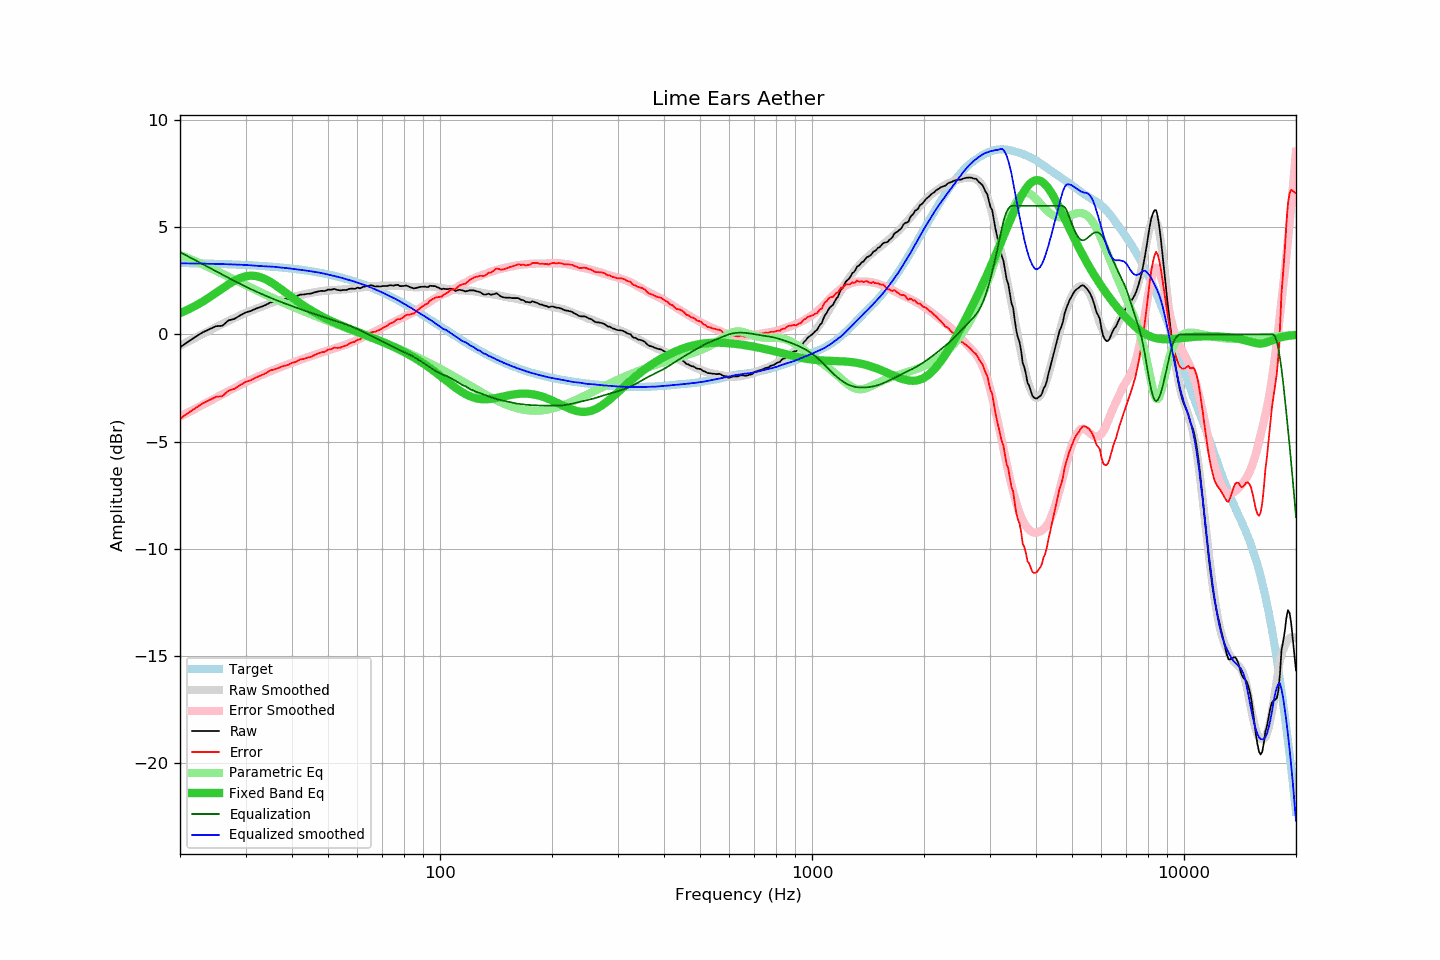 Lime Ears Aether
10
5
0
−5
−10
−15
−20
Amplitude (dBr)
Target
Raw Smoothed
Error Smoothed
Raw
Error
Parametric Eq
Fixed Band Eq
Equalization
Equalized smoothed
100
1000
10000
Frequency (Hz)